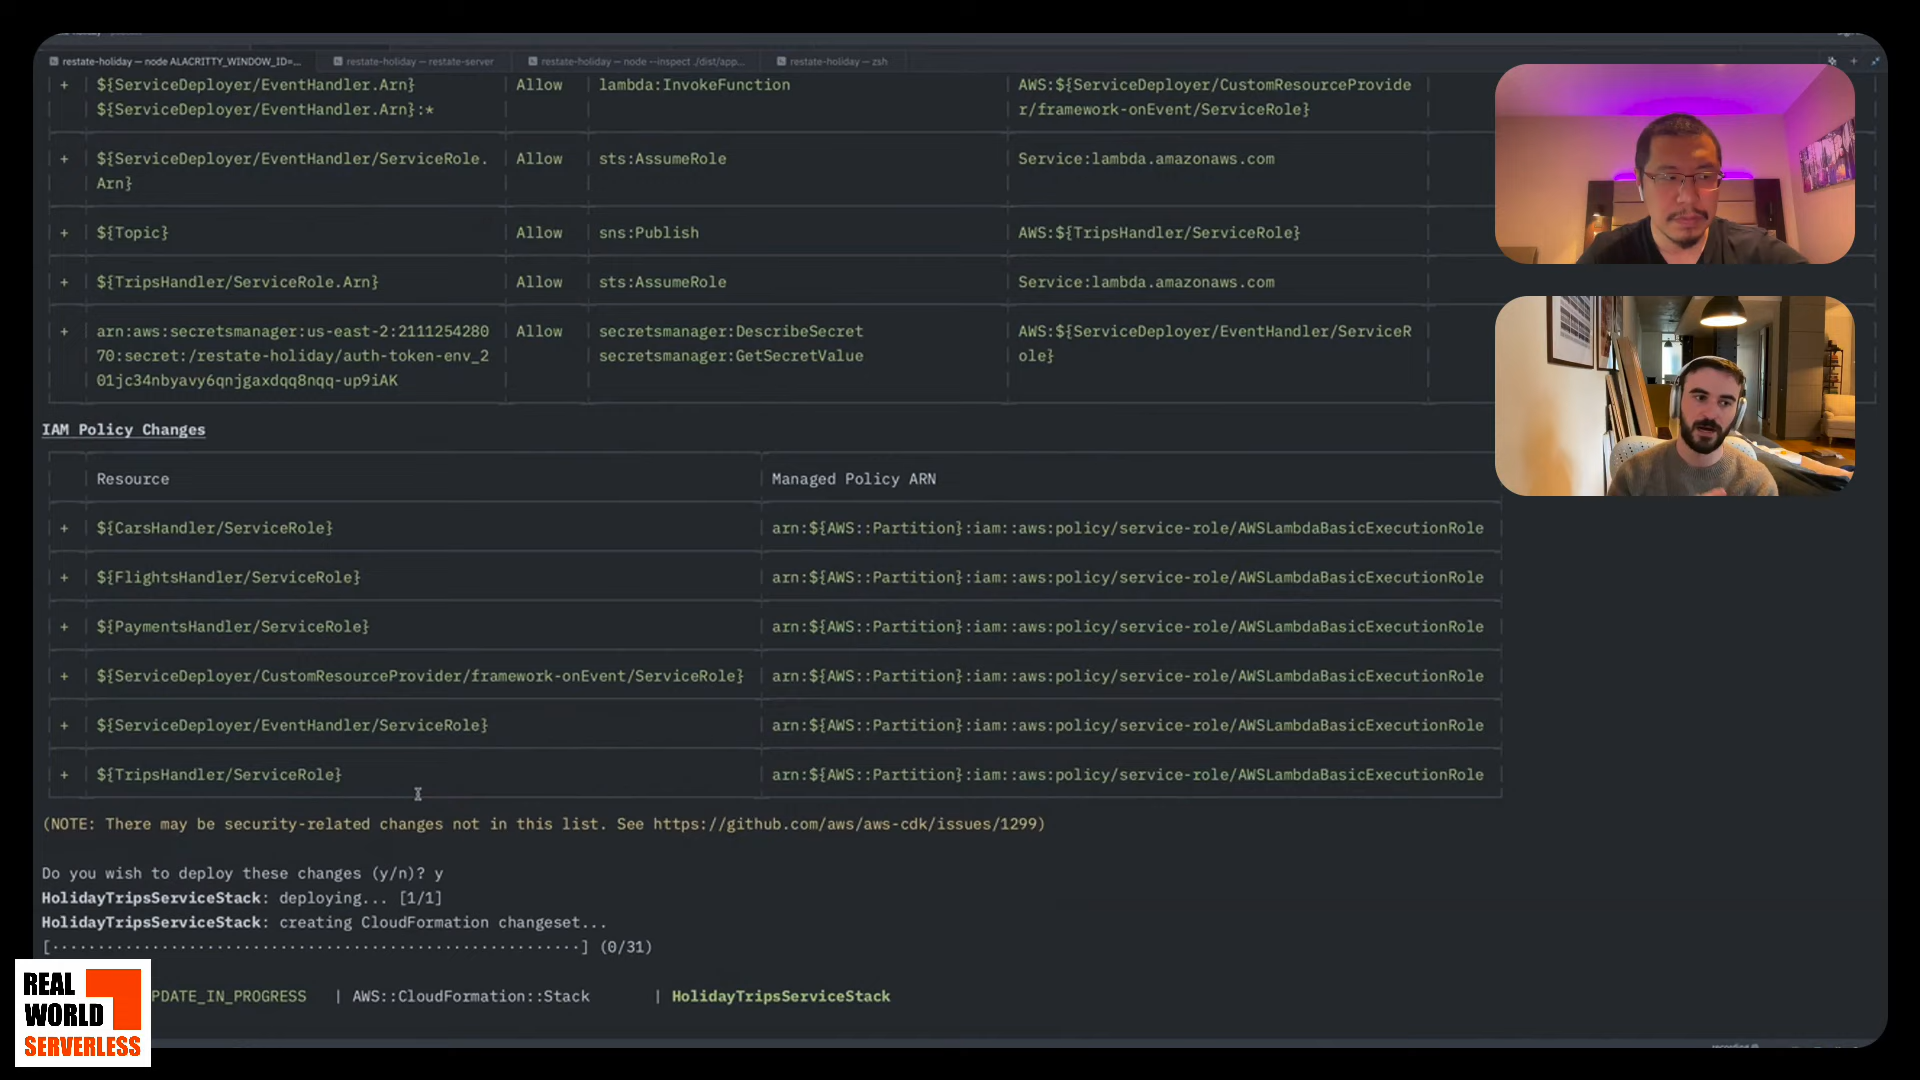 restate-holiday — node ALACRITTY_WINDOW_ID=...
restate-holiday — restate-server
restate-holiday — node --inspect ./dist/app...
restate-holiday — zsh
+ ${ServiceDeployer/EventHandler.Arn} Allow lambda:InvokeFunction AWS:${ServiceDeployer/CustomResourceProvide
${ServiceDeployer/EventHandler.Arn}:* r/framework-onEvent/ServiceRole}
+ ${ServiceDeployer/EventHandler/ServiceRole. Allow sts:AssumeRole Service:lambda.amazonaws.com
Arn}
+ ${Topic} Allow sns:Publish AWS:${TripsHandler/ServiceRole}
+ ${TripsHandler/ServiceRole.Arn} Allow sts:AssumeRole Service:lambda.amazonaws.com
+ arn:aws:secretsmanager:us-east-2:2111254280 Allow secretsmanager:DescribeSecret AWS:${ServiceDeployer/EventHandler/ServiceR
70:secret:/restate-holiday/auth-token-env_2 secretsmanager:GetSecretValue ole}
01jc34nbyavy6qnjgaxdqq8nqq-up9iAK
IAM Policy Changes
Resource Managed Policy ARN
+ ${CarsHandler/ServiceRole} arn:${AWS::Partition}:iam::aws:policy/service-role/AWSLambdaBasicExecutionRole
+ ${FlightsHandler/ServiceRole} arn:${AWS::Partition}:iam::aws:policy/service-role/AWSLambdaBasicExecutionRole
+ ${PaymentsHandler/ServiceRole} arn:${AWS::Partition}:iam::aws:policy/service-role/AWSLambdaBasicExecutionRole
+ ${ServiceDeployer/CustomResourceProvider/framework-onEvent/ServiceRole} arn:${AWS::Partition}:iam::aws:policy/service-role/AWSLambdaBasicExecutionRole
+ ${ServiceDeployer/EventHandler/ServiceRole} arn:${AWS::Partition}:iam::aws:policy/service-role/AWSLambdaBasicExecutionRole
+ ${TripsHandler/ServiceRole} arn:${AWS::Partition}:iam::aws:policy/service-role/AWSLambdaBasicExecutionRole
(NOTE: There may be security-related changes not in this list. See https://github.com/aws/aws-cdk/issues/1299)
Do you wish to deploy these changes (y/n)? y
HolidayTripsServiceStack: deploying... [1/1]
HolidayTripsServiceStack: creating CloudFormation changeset...
[··························································] (0/31)
PDATE_IN_PROGRESS | AWS::CloudFormation::Stack | HolidayTripsServiceStack
REAL
WORLD
SERVERLESS